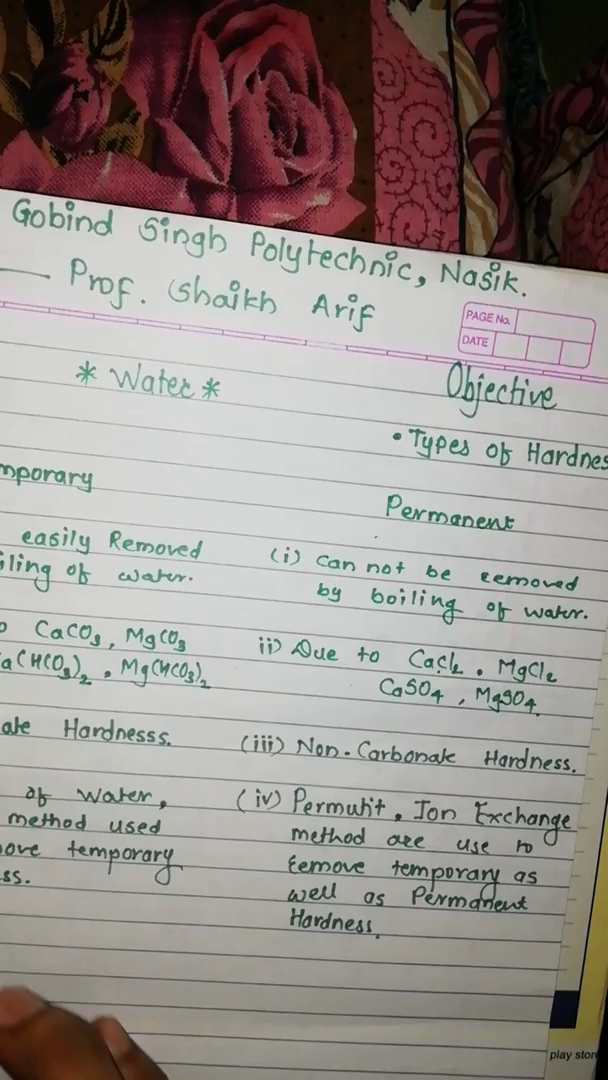 Gobind Singh Polytechnic, Nasik.
Prof. Shaikh Arif
PAGE No.
DATE
* Water *
Objective
• Types of Hardnes
mporary
easily Removed
iling of water.
CaCO3, MgCO3
a(HCO3)2, Mg(HCO3)2
ate Hardnesss.
of water,
method used
ove temporary
ss.
Permanent
(i) Can not be removed
by boiling of water.
ii) Due to CaCl2, MgCl2
CaSO4, MgSO4.
(iii) Non-Carbonate Hardness.
(iv) Permutit, Ion Exchange
method are use to
remove temporary as
well as Permanent
Hardness.
play stor